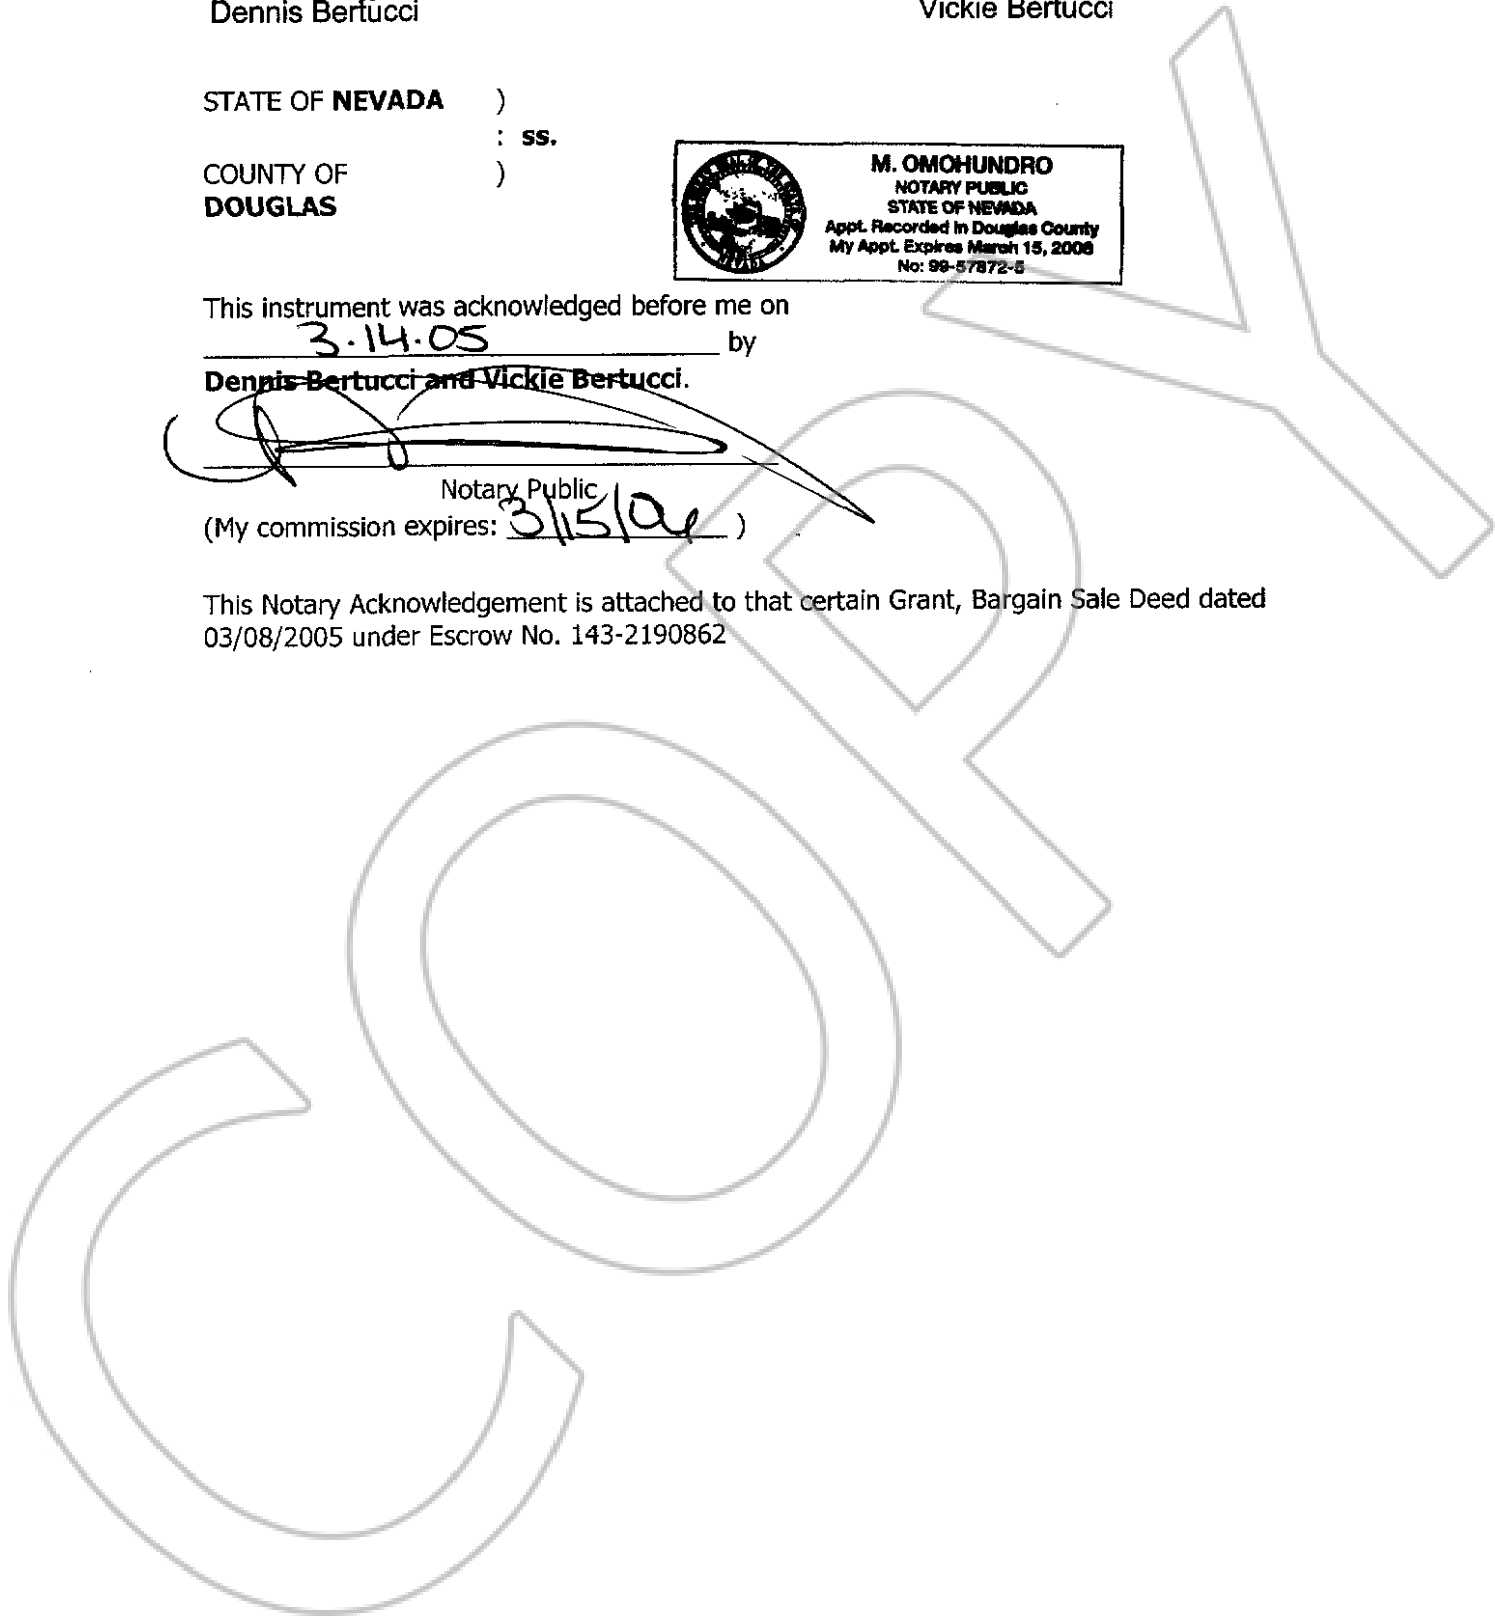 Dennis Bertucci
Vickie Bertucci
STATE OF NEVADA )
: ss.
COUNTY OF )
DOUGLAS
M. OMOHUNDRO
NOTARY PUBLIC
STATE OF NEVADA
Appt. Recorded in Douglas County
My Appt. Expires March 15, 2006
No: 99-57872-5
This instrument was acknowledged before me on
3.14.05 by
Dennis Bertucci and Vickie Bertucci.
Notary Public
(My commission expires: 3/15/06 )
This Notary Acknowledgement is attached to that certain Grant, Bargain Sale Deed dated
03/08/2005 under Escrow No. 143-2190862
COPY